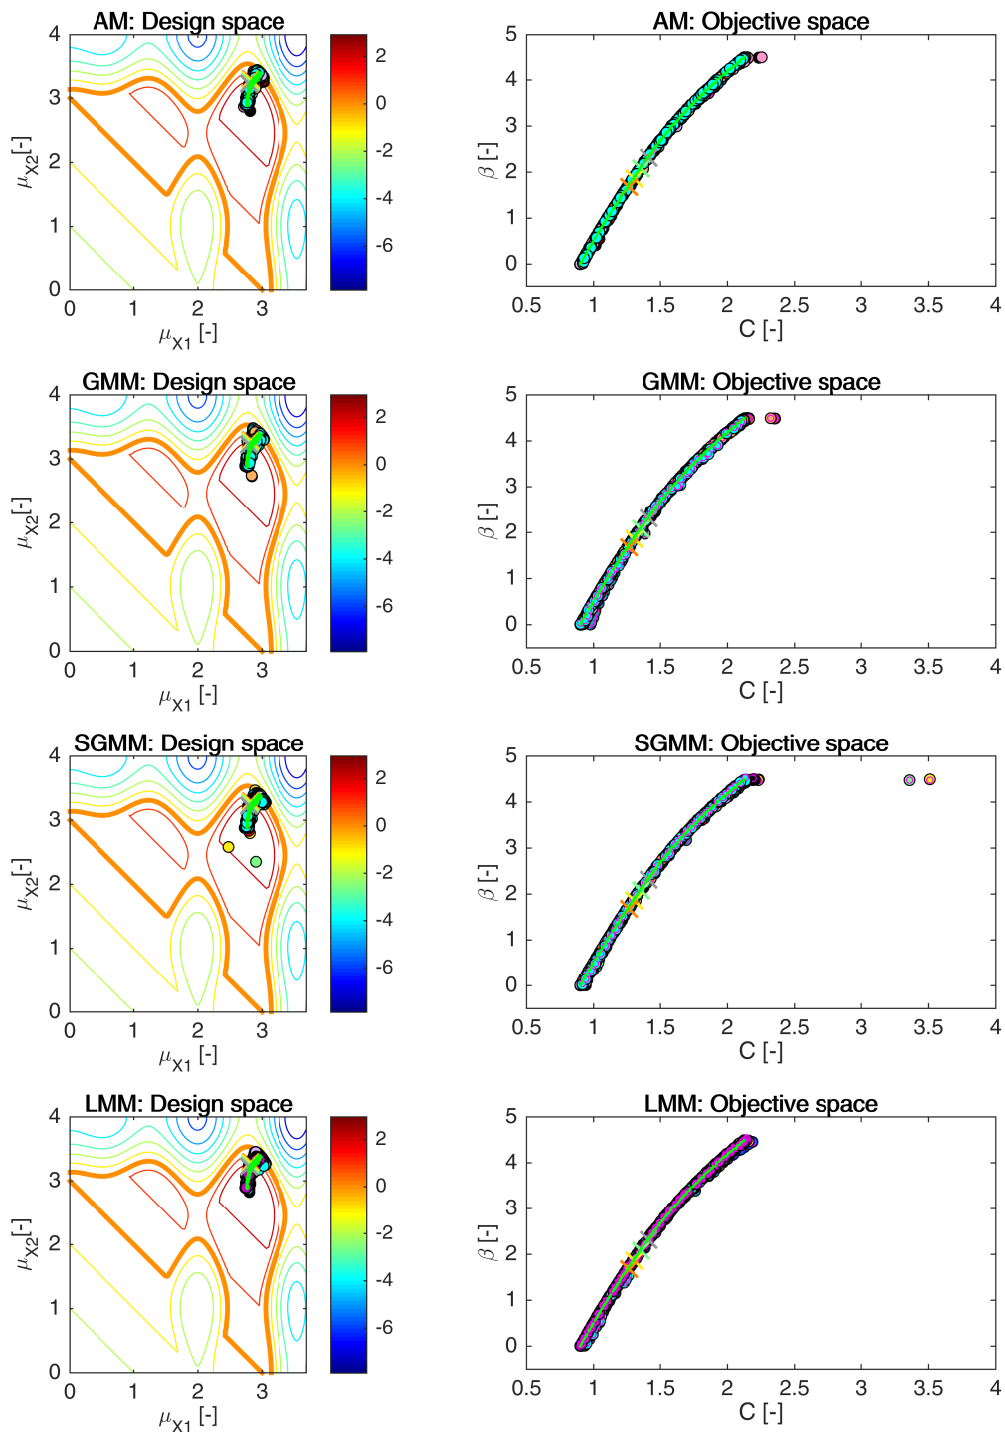 AM: Design space
AM: Objective space
4
3
2
1
0
μX2[-]
0 1 2 3
μX1 [-]
2
0
-2
-4
-6
5
4
3
2
1
0
β [-]
0.5 1 1.5 2 2.5 3 3.5 4
C [-]
GMM: Design space
GMM: Objective space
4
3
2
1
0
μX2[-]
0 1 2 3
μX1 [-]
2
0
-2
-4
-6
5
4
3
2
1
0
β [-]
0.5 1 1.5 2 2.5 3 3.5 4
C [-]
SGMM: Design space
SGMM: Objective space
4
3
2
1
0
μX2[-]
0 1 2 3
μX1 [-]
2
0
-2
-4
-6
5
4
3
2
1
0
β [-]
0.5 1 1.5 2 2.5 3 3.5 4
C [-]
LMM: Design space
LMM: Objective space
4
3
2
1
0
μX2[-]
0 1 2 3
μX1 [-]
2
0
-2
-4
-6
5
4
3
2
1
0
β [-]
0.5 1 1.5 2 2.5 3 3.5 4
C [-]